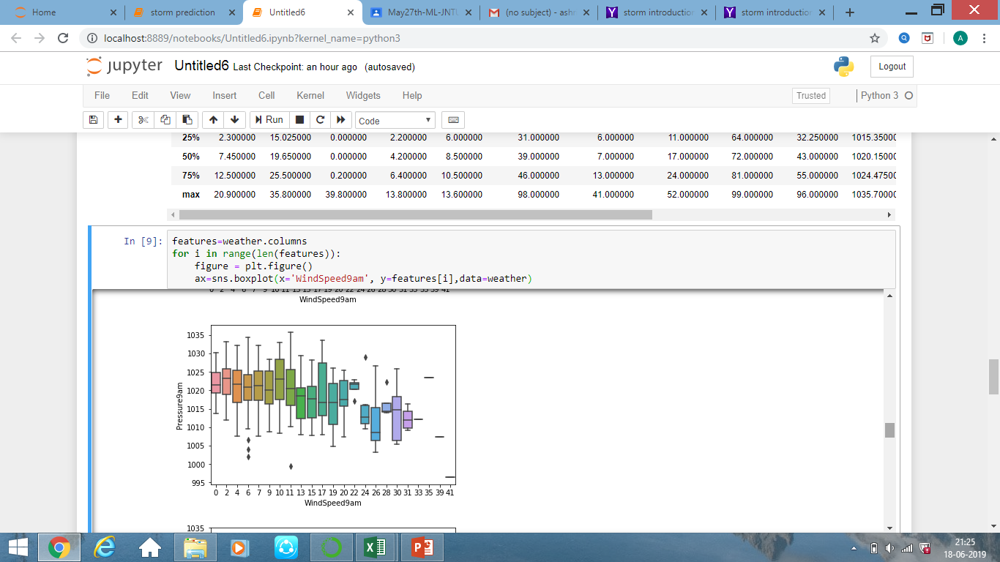 Home storm prediction Untitled6 May27th-ML-JNTU (no subject) - ashr storm introduction storm introduction
localhost:8889/notebooks/Untitled6.ipynb?kernel_name=python3 A
jupyter Untitled6 Last Checkpoint: an hour ago (autosaved) Logout
File Edit View Insert Cell Kernel Widgets Help Trusted Python 3
Run Code
25% 2.300000 15.025000 0.000000 2.200000 6.000000 31.000000 6.000000 11.000000 64.000000 32.250000 1015.35000
50% 7.450000 19.650000 0.000000 4.200000 8.500000 39.000000 7.000000 17.000000 72.000000 43.000000 1020.15000
75% 12.500000 25.500000 0.200000 6.400000 10.500000 46.000000 13.000000 24.000000 81.000000 55.000000 1024.47500
max 20.900000 35.800000 39.800000 13.800000 13.600000 98.000000 41.000000 52.000000 99.000000 96.000000 1035.70000
In [9]: features=weather.columns
for i in range(len(features)):
figure = plt.figure()
ax=sns.boxplot(x='WindSpeed9am', y=features[i],data=weather)
0 2 4 6 7 9 10 11 13 15 17 19 20 22 24 26 28 30 31 33 35 39 41
WindSpeed9am
1035
1030
1025
1020
1015
1010
1005
1000
995
Pressure9am
0 2 4 6 7 9 10 11 13 15 17 19 20 22 24 26 28 30 31 33 35 39 41
WindSpeed9am
1035
21:25
18-06-2019